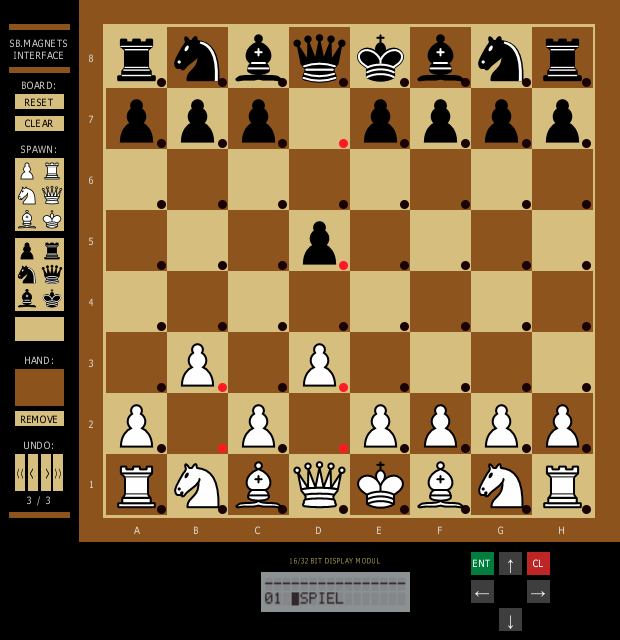 SB.MAGNETS
INTERFACE
BOARD:
RESET
CLEAR
SPAWN:
HAND:
REMOVE
UNDO:
⟨⟨ ⟨ ⟩ ⟩⟩
3 / 3
8
7
6
5
4
3
2
1
A B C D E F G H
16/32 BIT DISPLAY MODUL
----------------
01 █SPIEL
ENT ↑ CL
← →
↓